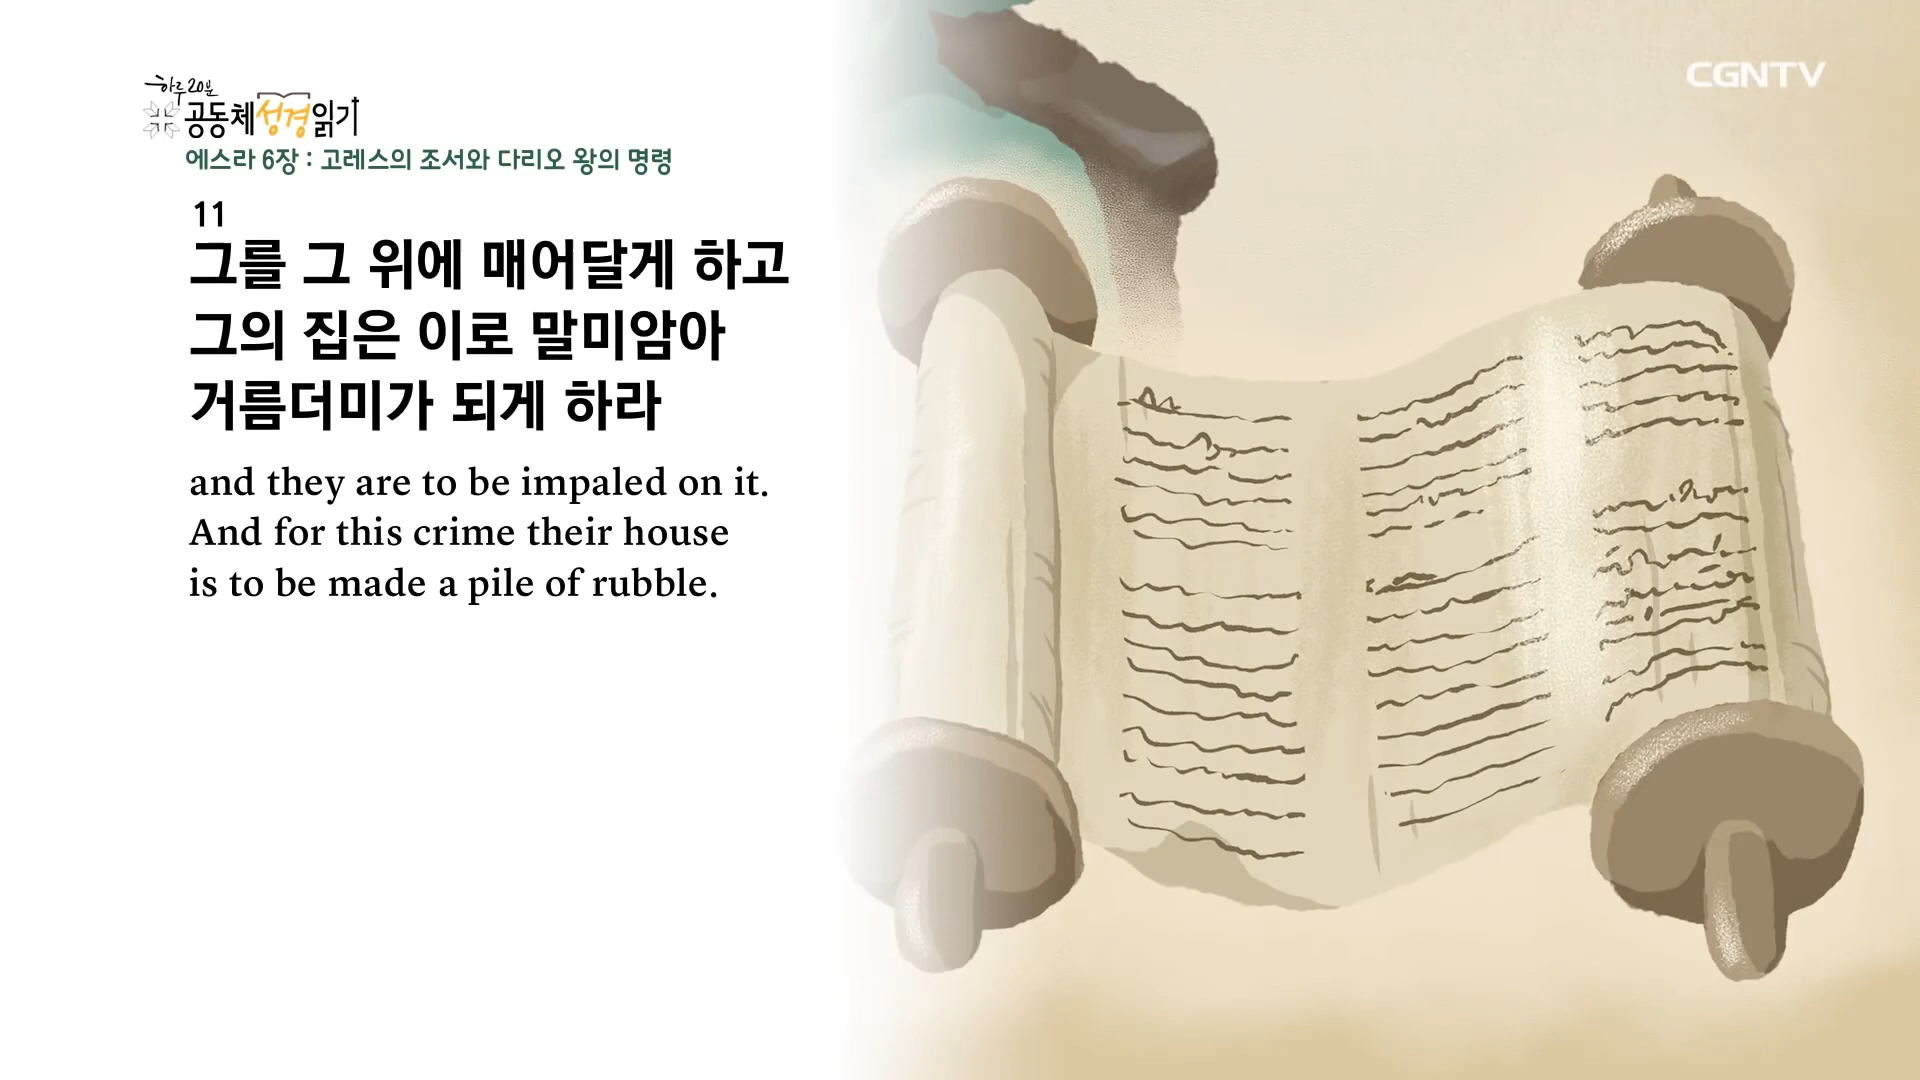 하루 20분
공동체성경읽기
CGNTV
에스라 6장 : 고레스의 조서와 다리오 왕의 명령
11
그를 그 위에 매어달게 하고
그의 집은 이로 말미암아
거름더미가 되게 하라
and they are to be impaled on it.
And for this crime their house
is to be made a pile of rubble.